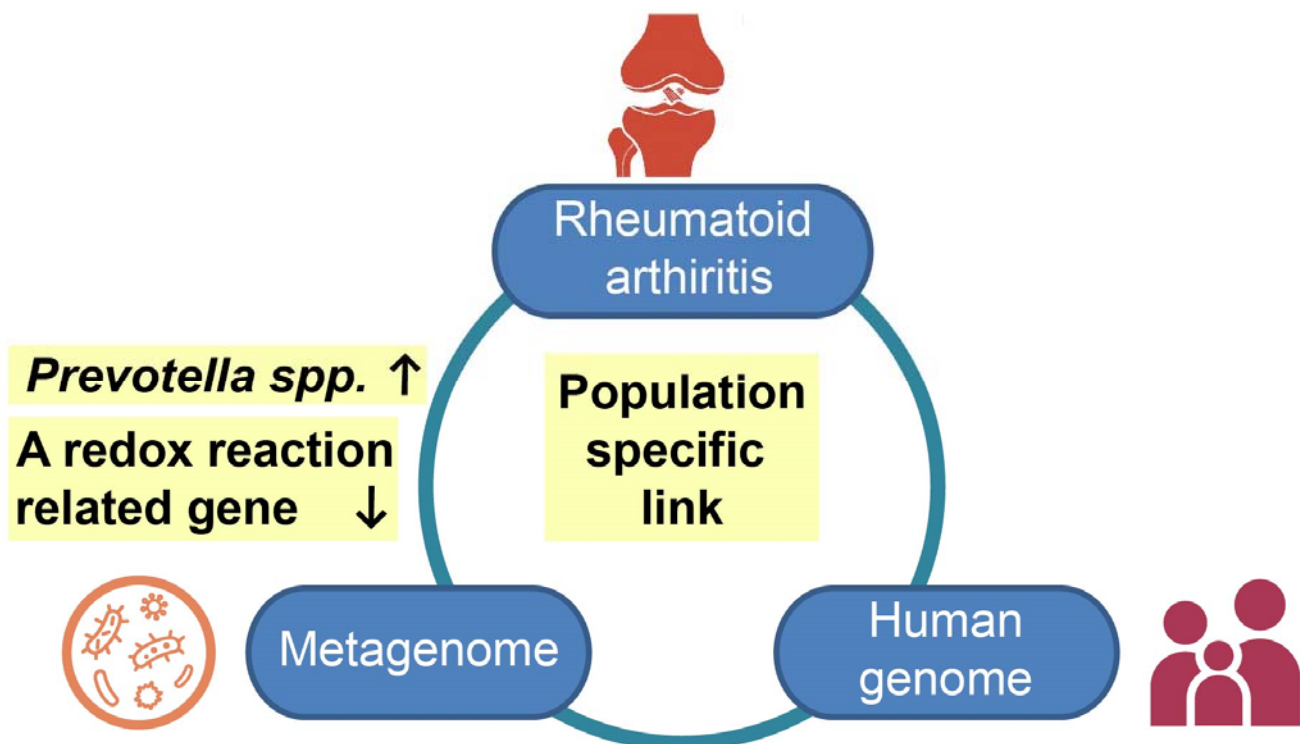 Rheumatoid
arthiritis
Prevotella spp. ↑
A redox reaction
related gene ↓
Population
specific
link
Metagenome
Human
genome